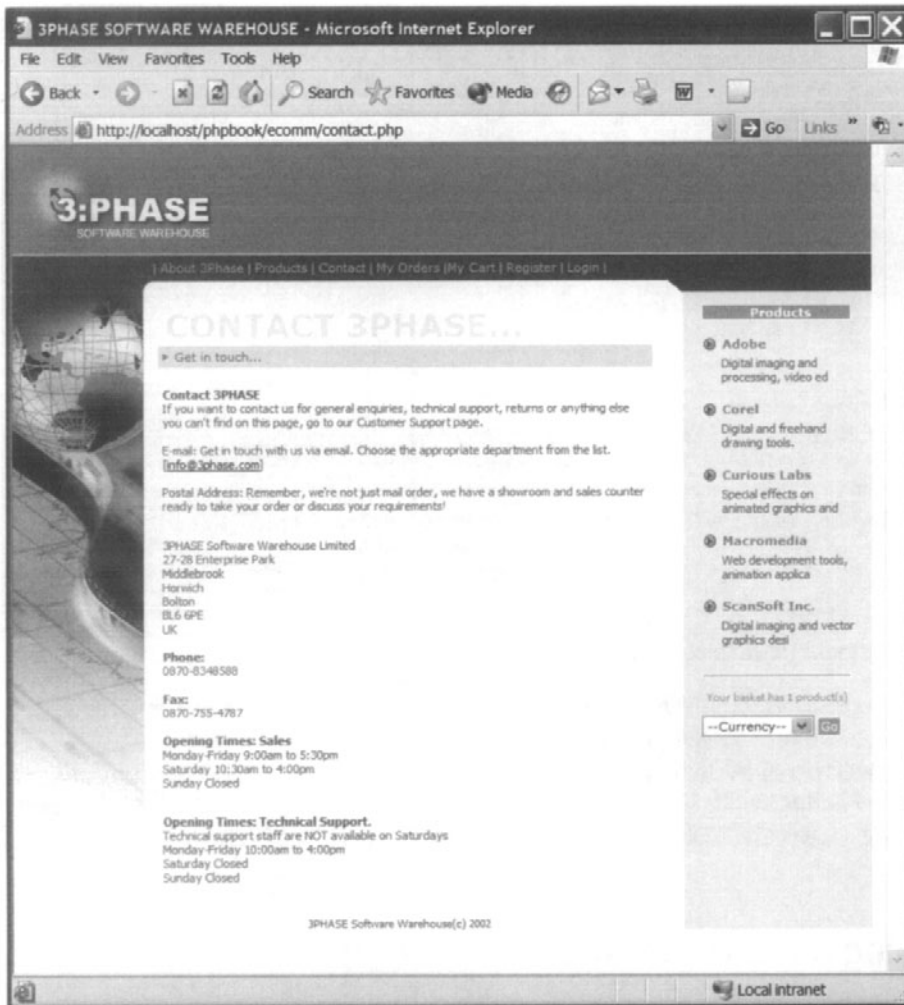 3PHASE SOFTWARE WAREHOUSE - Microsoft Internet Explorer
File Edit View Favorites Tools Help
Back Search Favorites Media
Address http://localhost/phpbook/ecomm/contact.php Go Links »
3:PHASE
SOFTWARE WAREHOUSE
| About 3Phase | Products | Contact | My Orders |My Cart | Register | Login |
CONTACT 3PHASE...
Get in touch...
Contact 3PHASE
If you want to contact us for general enquiries, technical support, returns or anything else
you can't find on this page, go to our Customer Support page.
E-mail: Get in touch with us via email. Choose the appropriate department from the list.
[info@3phase.com]
Postal Address: Remember, we're not just mail order, we have a showroom and sales counter
ready to take your order or discuss your requirements!
3PHASE Software Warehouse Limited
27-28 Enterprise Park
Middlebrook
Horwich
Bolton
BL6 6PE
UK
Phone:
0870-8348588
Fax:
0870-755-4787
Opening Times: Sales
Monday-Friday 9:00am to 5:30pm
Saturday 10:30am to 4:00pm
Sunday Closed
Opening Times: Technical Support.
Technical support staff are NOT available on Saturdays
Monday-Friday 10:00am to 4:00pm
Saturday Closed
Sunday Closed
3PHASE Software Warehouse(c) 2002
Products
Adobe
Digital imaging and
processing, video ed
Corel
Digital and freehand
drawing tools.
Curious Labs
Special effects on
animated graphics and
Macromedia
Web development tools,
animation applica
ScanSoft Inc.
Digital imaging and vector
graphics desi
Your basket has 1 product(s)
--Currency-- Go
Local intranet